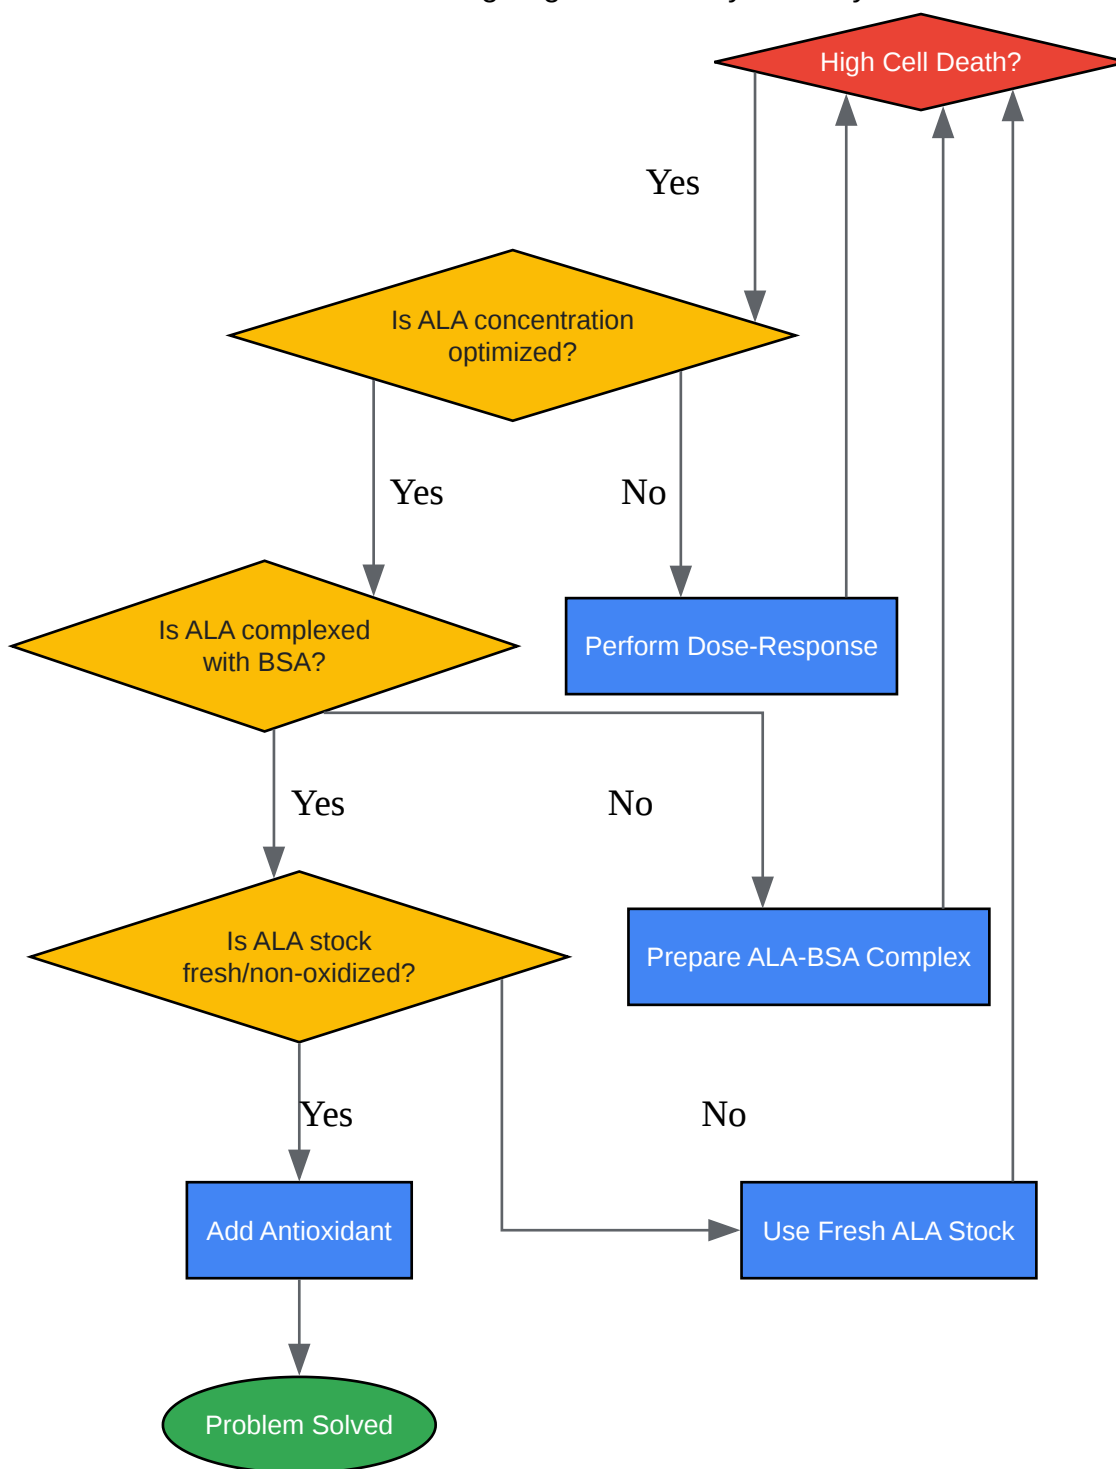 High Cell Death?
Yes
Is ALA concentration
optimized?
Yes
No
Is ALA complexed
with BSA?
Perform Dose-Response
Yes
No
Is ALA stock
fresh/non-oxidized?
Prepare ALA-BSA Complex
Yes
No
Add Antioxidant
Use Fresh ALA Stock
Problem Solved